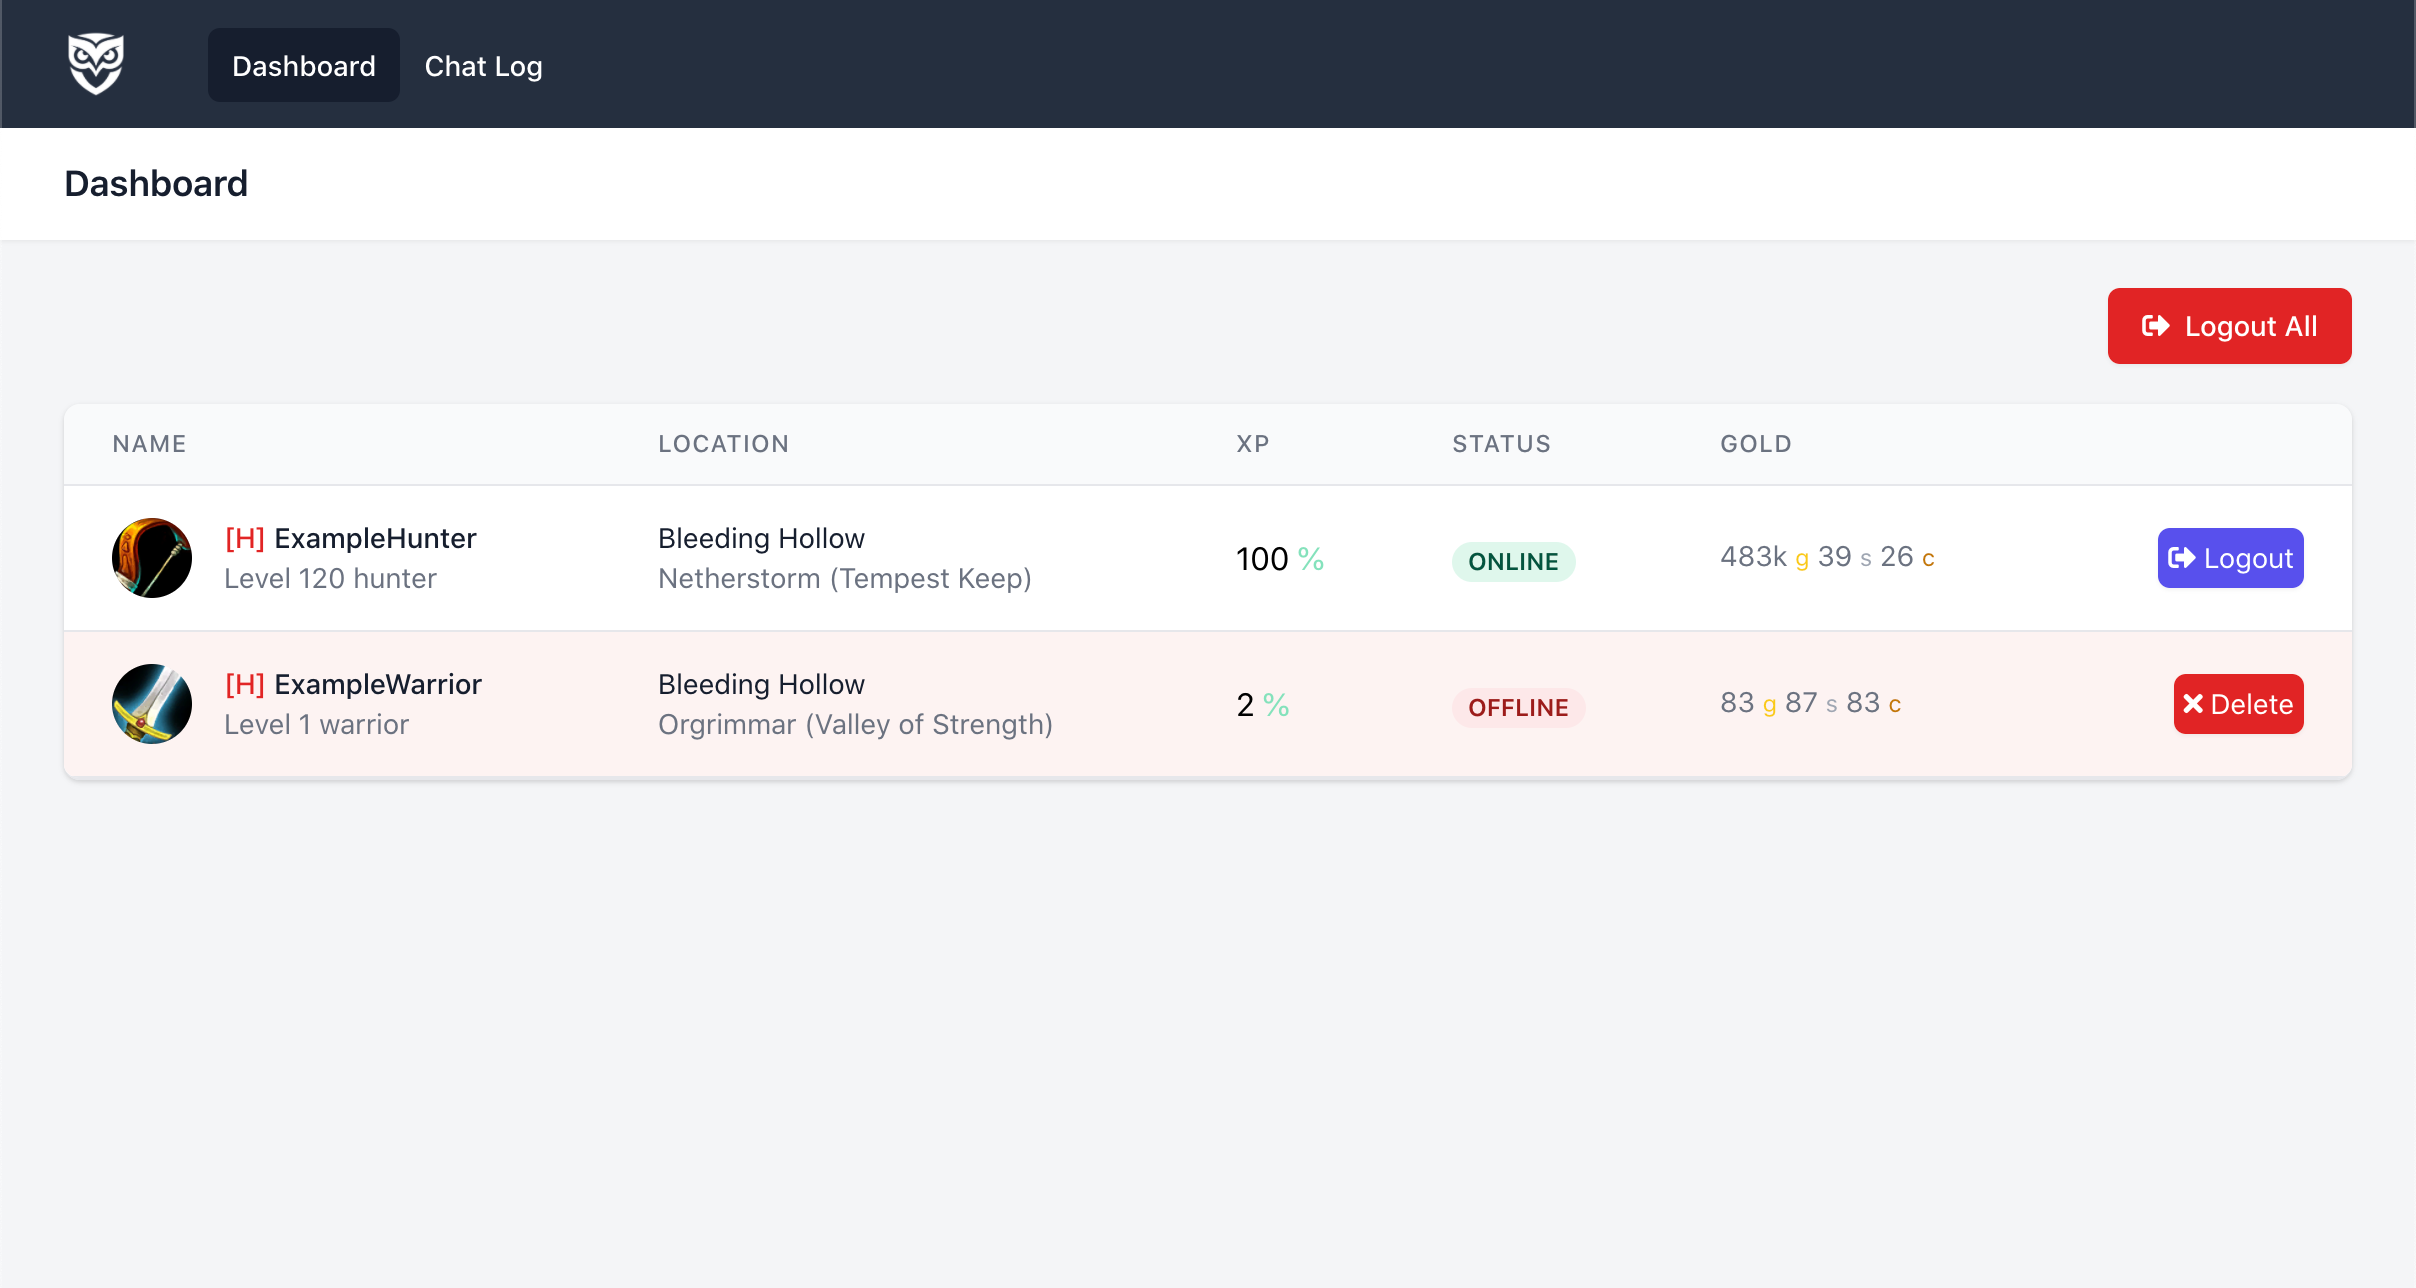 Dashboard Chat Log
Dashboard
Logout All
NAME LOCATION XP STATUS GOLD
[H] ExampleHunter Bleeding Hollow
Level 120 hunter Netherstorm (Tempest Keep)
100 % ONLINE 483k g 39 s 26 c Logout
[H] ExampleWarrior Bleeding Hollow
Level 1 warrior Orgrimmar (Valley of Strength)
2 % OFFLINE 83 g 87 s 83 c Delete